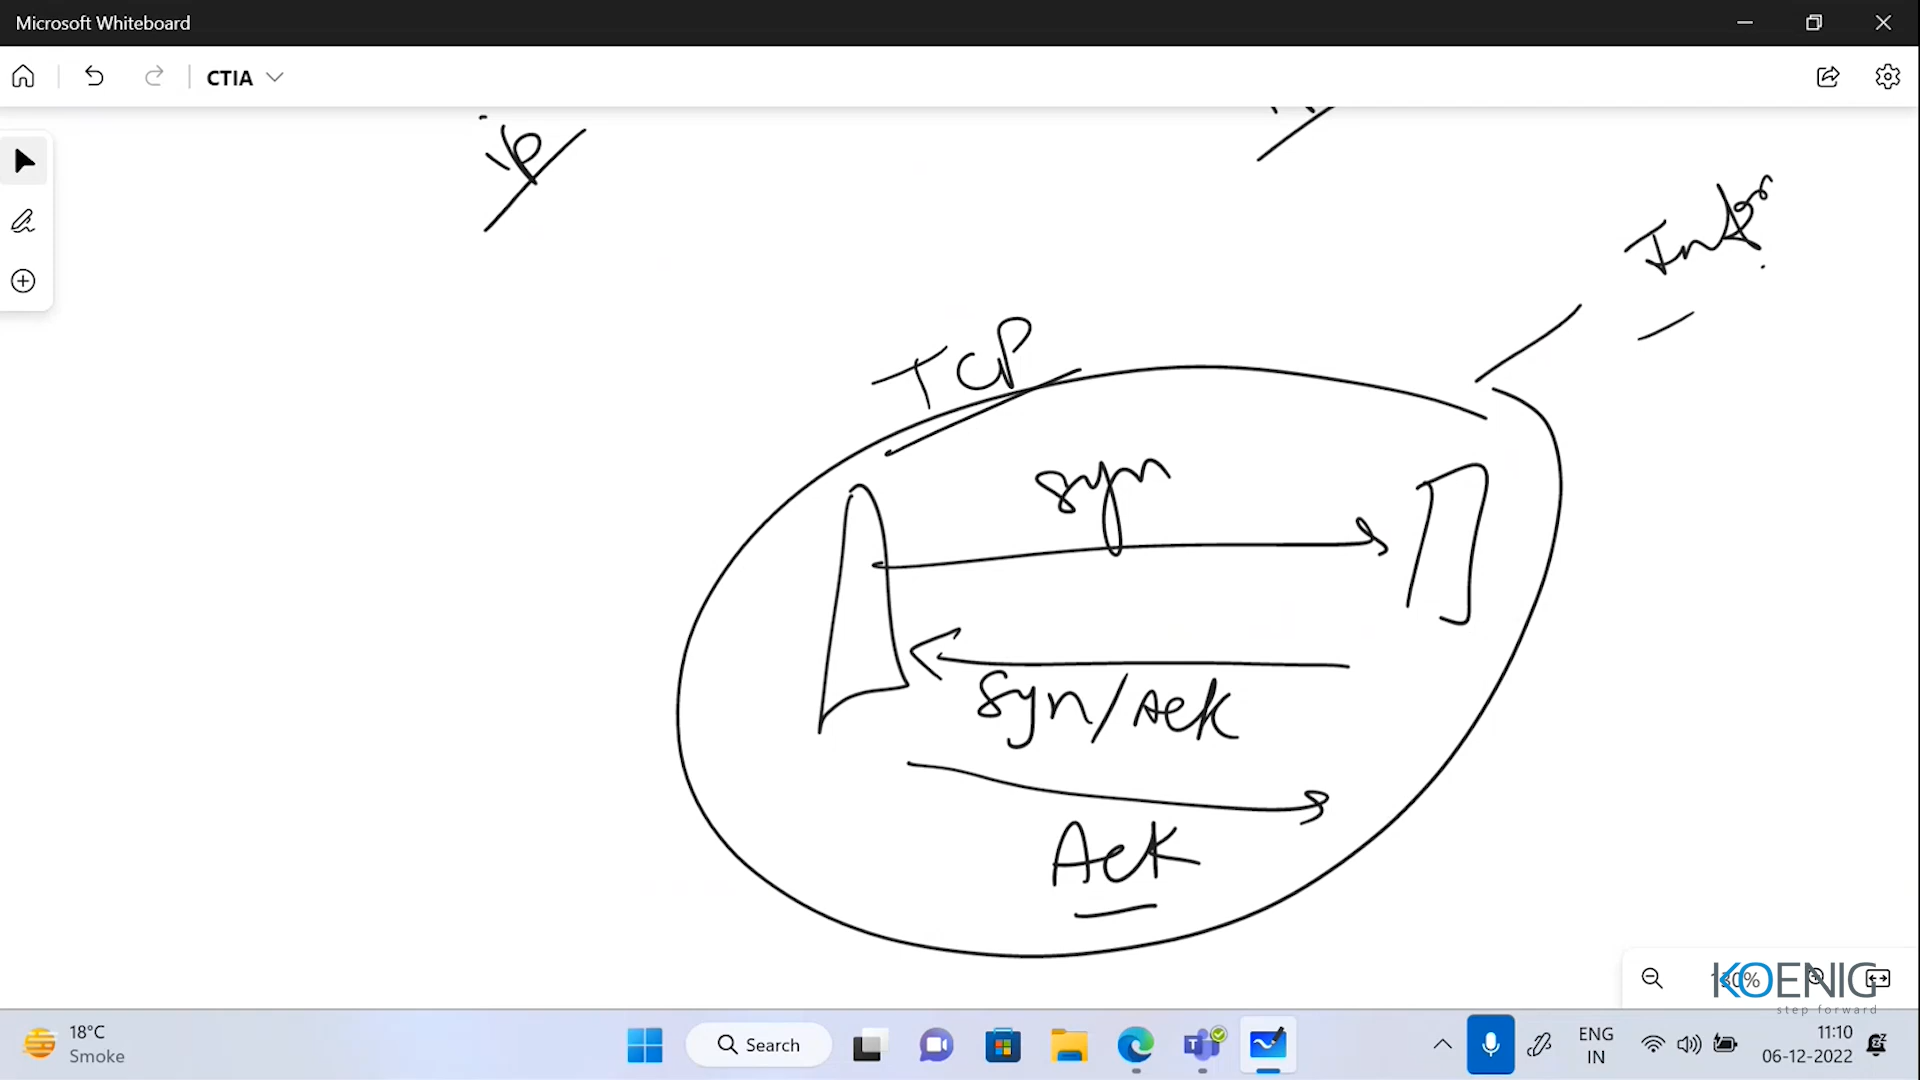 Microsoft Whiteboard
CTIA
ip
TCP
Syn
Syn/Ack
Ack
KOENIG
step forward
18°C
Smoke
Search
ENG
IN
11:10
06-12-2022